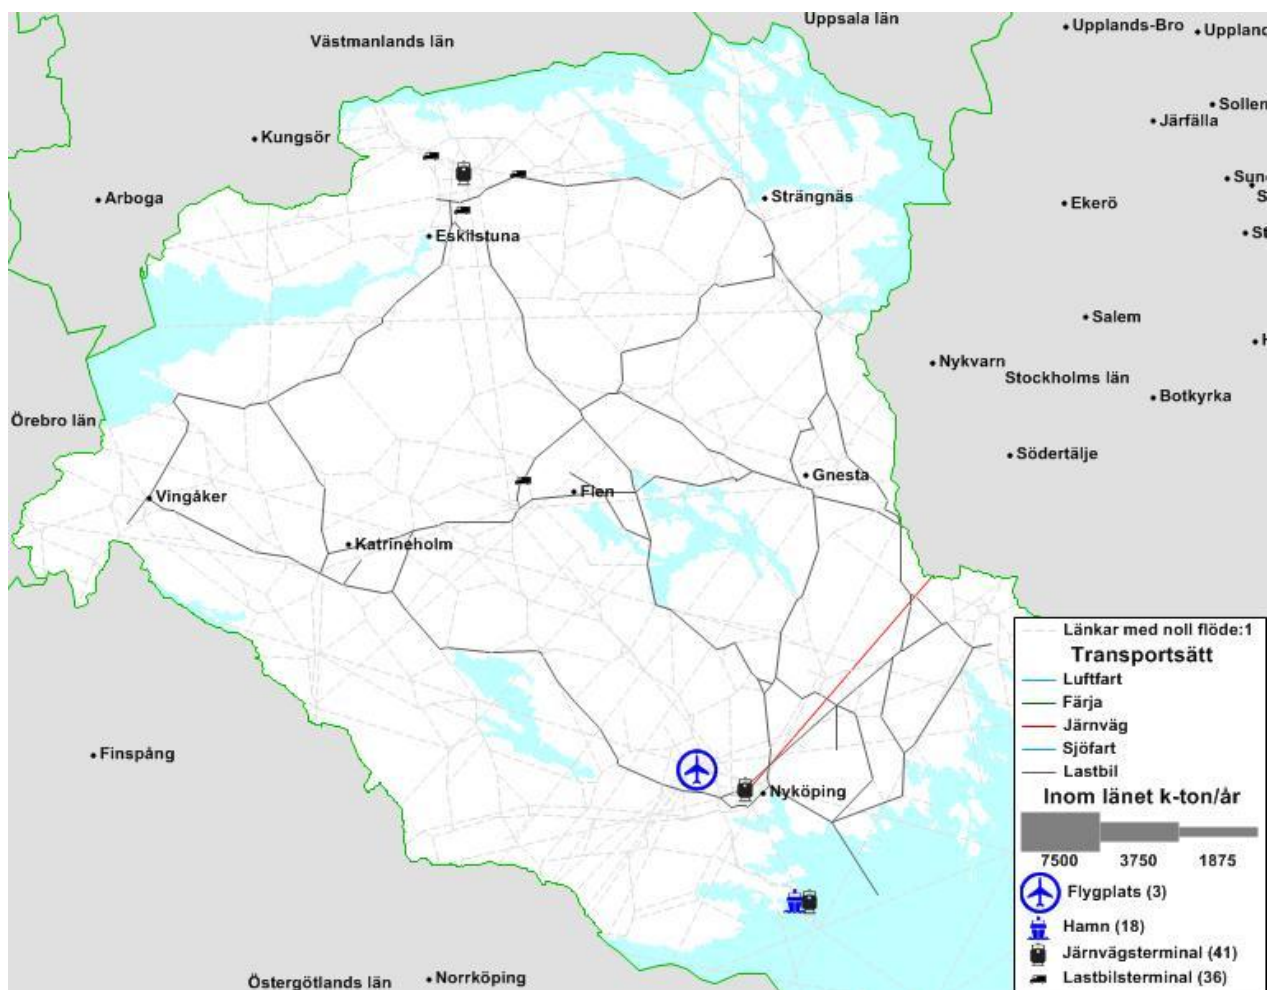 Uppsala län
Upplands-Bro
Västmanlands län
Sollen
Järfälla
Kungsör
Arboga
Strängnäs
Ekerö
Eskilstuna
Salem
Nykvarn
Stockholms län
Botkyrka
Örebro län
Södertälje
Gnesta
Vingåker
Flen
Katrineholm
Länkar med noll flöde:1
Transportsätt
Luftfart
Färja
Järnväg
Sjöfart
Lastbil
Finspång
Nyköping
Inom länet k-ton/år
7500 3750 1875
Flygplats (3)
Hamn (18)
Järnvägsterminal (41)
Lastbilsterminal (36)
Östergötlands län
Norrköping